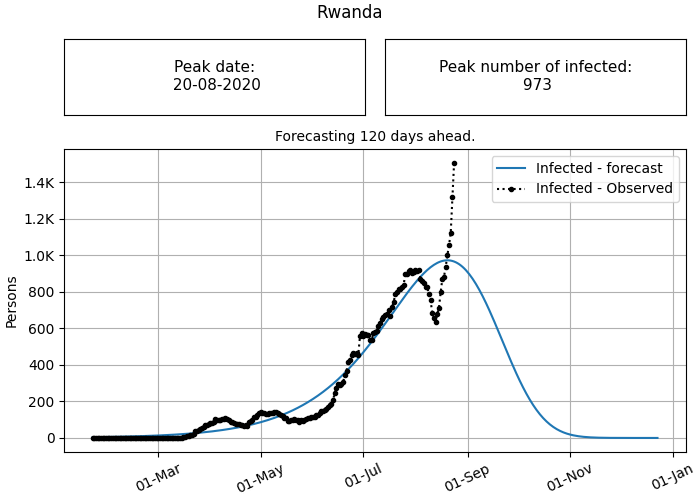 Rwanda
Peak date:
20-08-2020
Peak number of infected:
973
Forecasting 120 days ahead.
Infected - forecast
Infected - Observed
1.4K
1.2K
1.0K
800
600
400
200
0
Persons
01-Mar
01-May
01-Jul
01-Sep
01-Nov
01-Jan